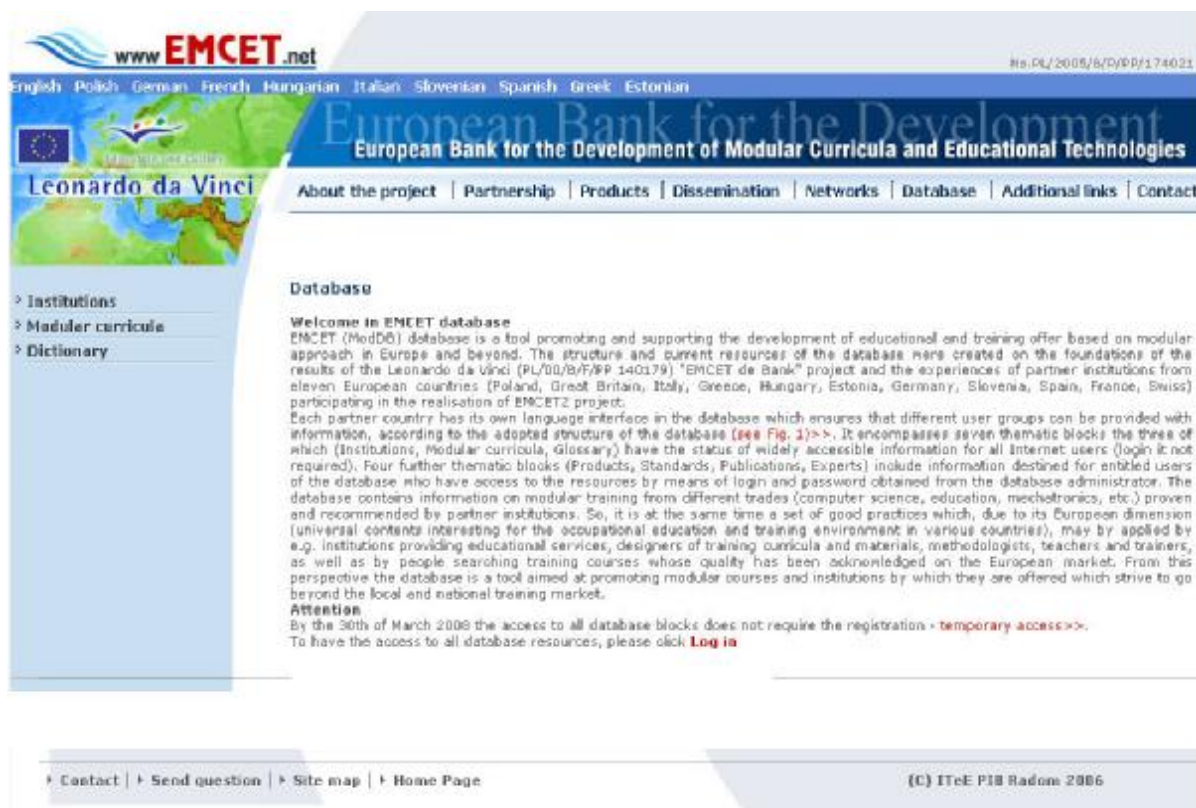 www EMCET.net
No.PL/2005/B/P/PP/174021
English Polish German French Hungarian Italian Slovenian Spanish Greek Estonian
European Bank for the Development
European Bank for the Development of Modular Curricula and Educational Technologies
Leonardo da Vinci
About the project | Partnership | Products | Dissemination | Networks | Database | Additional links | Contact
Institutions
Modular curricula
Dictionary
Database
Welcome in EMCET database
EMCET (ModDB) database is a tool promoting and supporting the development of educational and training offer based on modular
approach in Europe and beyond. The structure and current resources of the database were created on the foundations of the
results of the Leonardo da Vinci (PL/00/B/F/PP 140179) "EMCET de Bank" project and the experiences of partner institutions from
eleven European countries (Poland, Great Britain, Italy, Greece, Hungary, Estonia, Germany, Slovenia, Spain, France, Swiss)
participating in the realisation of EMCET2 project.
Each partner country has its own language interface in the database which ensures that different user groups can be provided with
information, according to the adopted structure of the database (see Fig. 1)>>. It encompasses seven thematic blocks the three of
which (Institutions, Modular curricula, Glossary) have the status of widely accessible information for all Internet users (login it not
required). Four further thematic blocks (Products, Standards, Publications, Experts) include information destined for entitled users
of the database who have access to the resources by means of login and password obtained from the database administrator. The
database contains information on modular training from different trades (computer science, education, mechatronics, etc.) proven
and recommended by partner institutions. So, it is at the same time a set of good practices which, due to its European dimension
(universal contents interesting for the occupational education and training environment in various countries), may by applied by
e.g. institutions providing educational services, designers of training curricula and materials, methodologists, teachers and trainers,
as well as by people searching training courses whose quality has been acknowledged on the European market. From this
perspective the database is a tool aimed at promoting modular courses and institutions by which they are offered which strive to go
beyond the local and national training market.
Attention
By the 30th of March 2008 the access to all database blocks does not require the registration - temporary access>>.
To have the access to all database resources, please click Log in
Contact | Send question | Site map | Home Page
(C) ITeE PIB Radom 2006